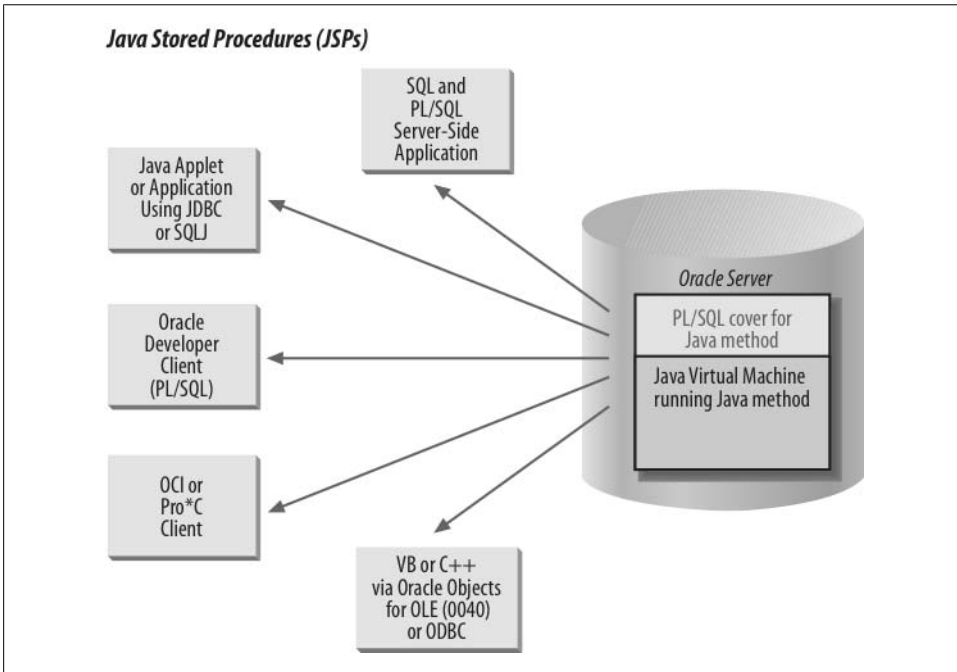 Java Stored Procedures (JSPs)
SQL and
PL/SQL
Server-Side
Application
Java Applet
or Application
Using JDBC
or SQLJ
Oracle
Developer
Client
(PL/SQL)
OCI or
Pro*C
Client
VB or C++
via Oracle Objects
for OLE (0040)
or ODBC
Oracle Server
PL/SQL cover for
Java method
Java Virtual Machine
running Java method